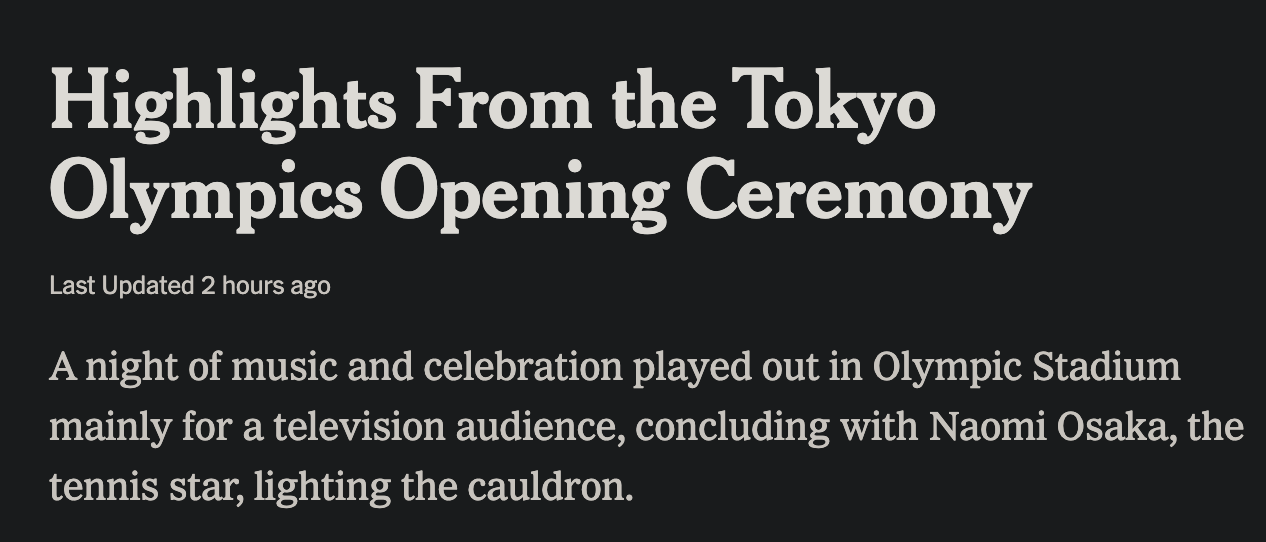 Highlights From the Tokyo
Olympics Opening Ceremony
Last Updated 2 hours ago
A night of music and celebration played out in Olympic Stadium
mainly for a television audience, concluding with Naomi Osaka, the
tennis star, lighting the cauldron.